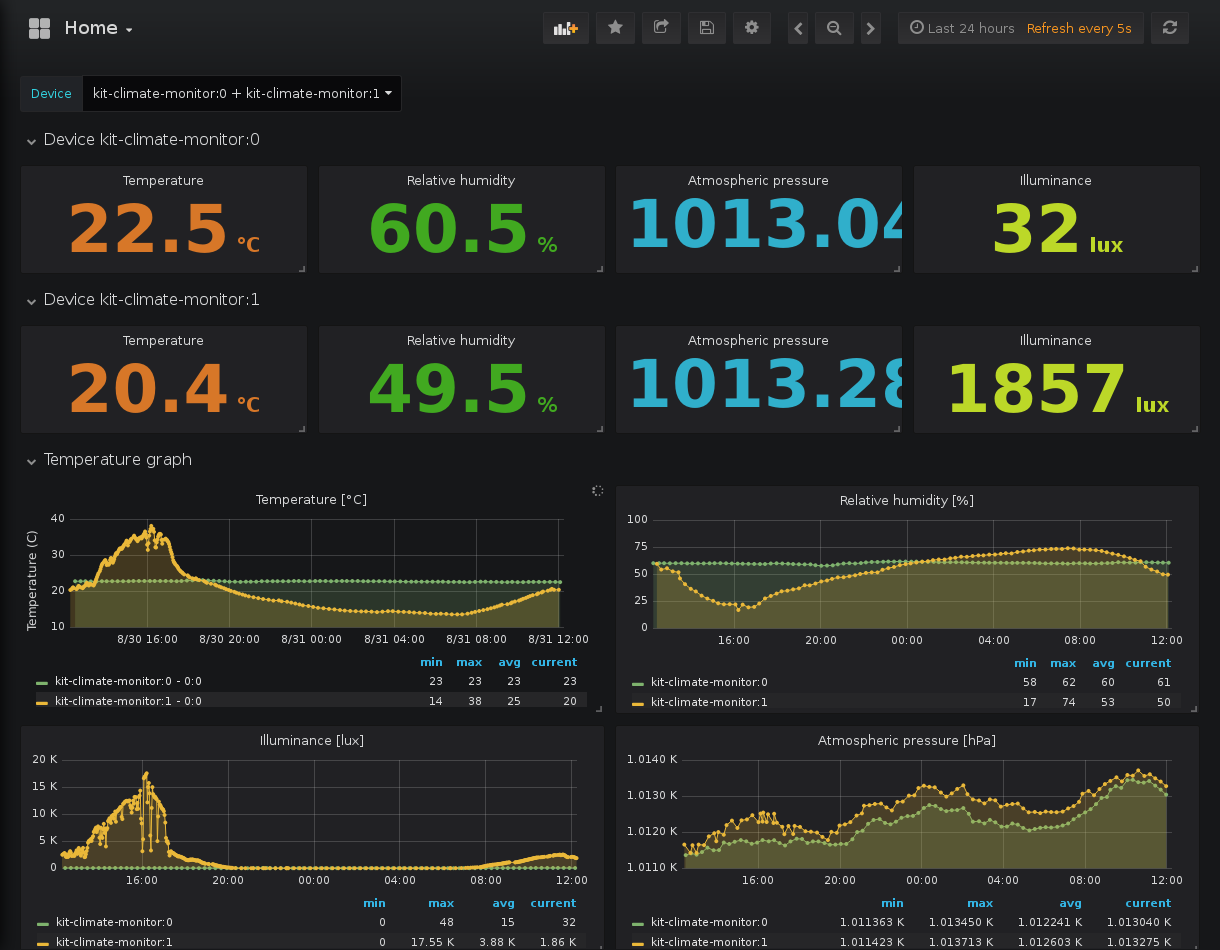 Home
Last 24 hours Refresh every 5s
Device kit-climate-monitor:0 + kit-climate-monitor:1
Device kit-climate-monitor:0
Temperature Relative humidity Atmospheric pressure Illuminance
22.5 °C 60.5 % 1013.04 32 lux
Device kit-climate-monitor:1
Temperature Relative humidity Atmospheric pressure Illuminance
20.4 °C 49.5 % 1013.28 1857 lux
Temperature graph
Temperature [°C]
Temperature (C)
40
30
20
10
8/30 16:00 8/30 20:00 8/31 00:00 8/31 04:00 8/31 08:00 8/31 12:00
min max avg current
kit-climate-monitor:0 - 0:0 23 23 23 23
kit-climate-monitor:1 - 0:0 14 38 25 20
Relative humidity [%]
100
75
50
25
0
16:00 20:00 00:00 04:00 08:00 12:00
min max avg current
kit-climate-monitor:0 58 62 60 61
kit-climate-monitor:1 17 74 53 50
Illuminance [lux]
20 K
15 K
10 K
5 K
0
16:00 20:00 00:00 04:00 08:00 12:00
min max avg current
kit-climate-monitor:0 0 48 15 32
kit-climate-monitor:1 0 17.55 K 3.88 K 1.86 K
Atmospheric pressure [hPa]
1.0140 K
1.0130 K
1.0120 K
1.0110 K
16:00 20:00 00:00 04:00 08:00 12:00
min max avg current
kit-climate-monitor:0 1.011363 K 1.013450 K 1.012241 K 1.013040 K
kit-climate-monitor:1 1.011423 K 1.013713 K 1.012603 K 1.013275 K